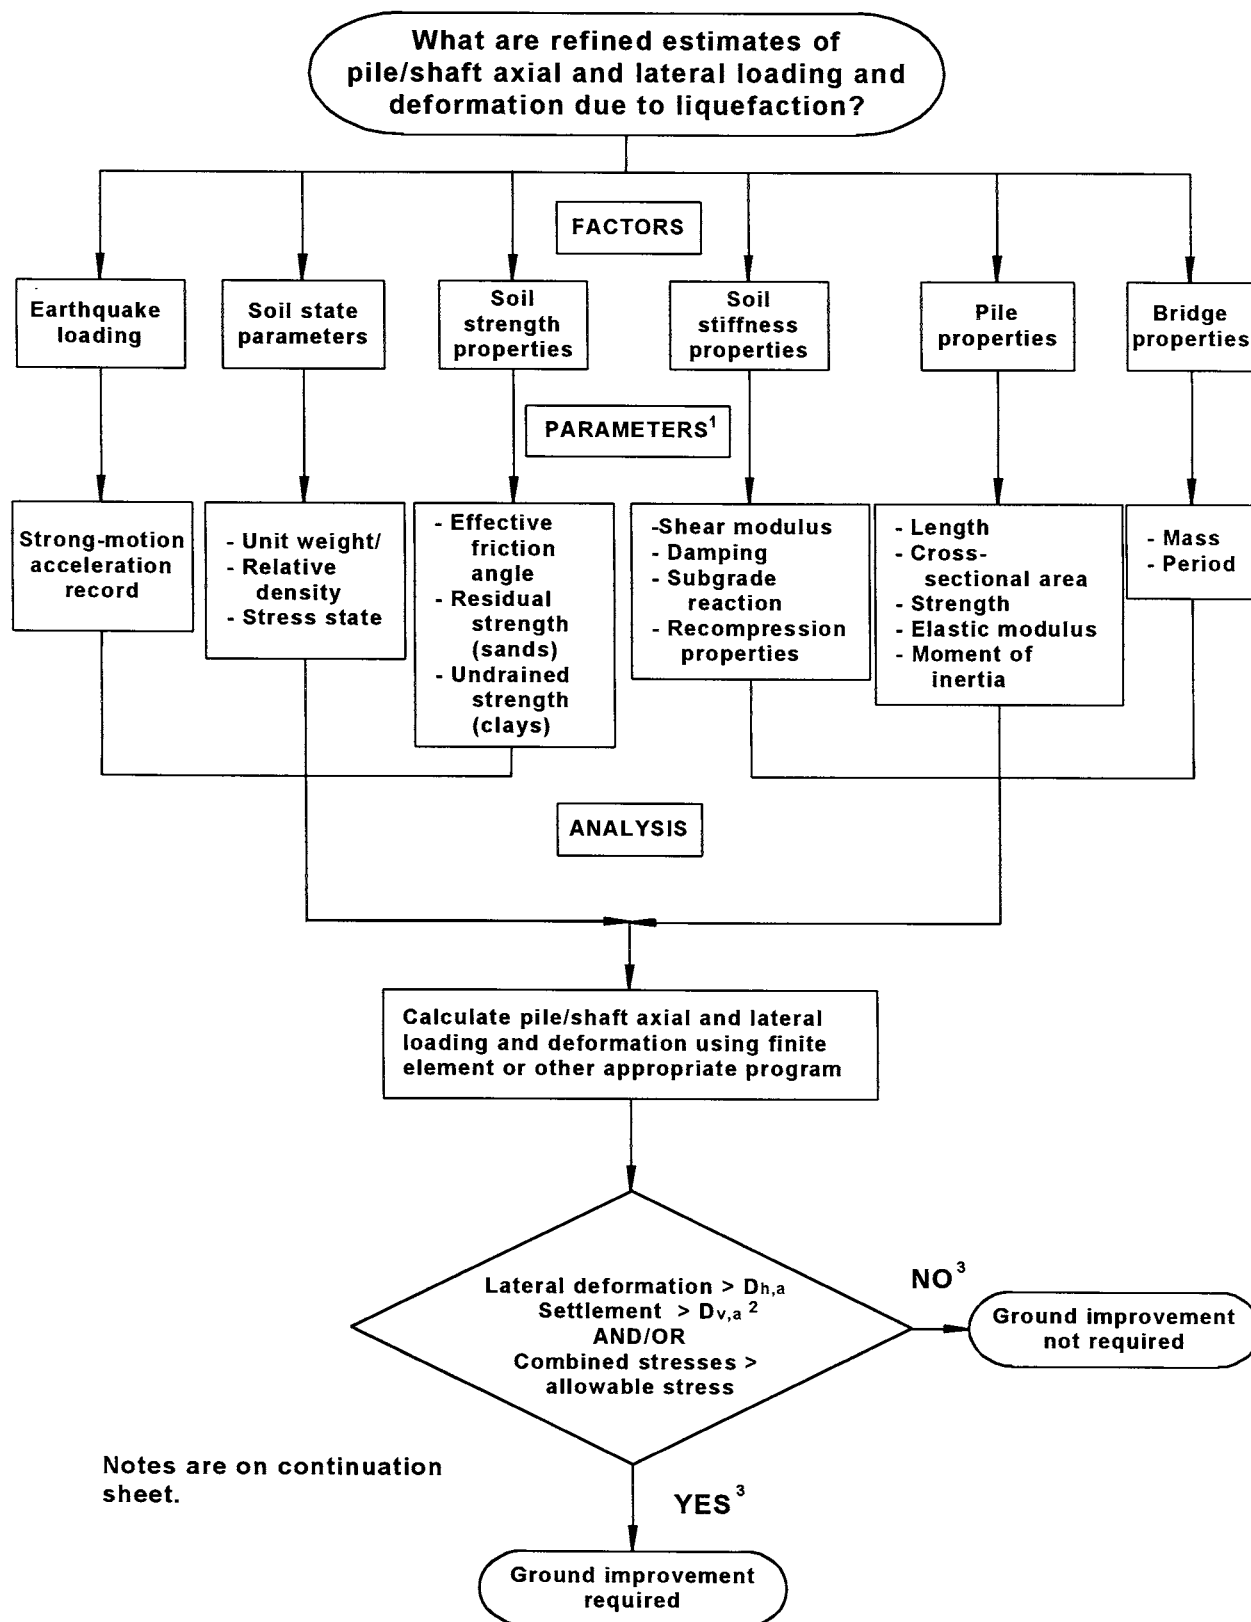 What are refined estimates of
pile/shaft axial and lateral loading and
deformation due to liquefaction?
FACTORS
Earthquake
loading
Soil state
parameters
Soil
strength
properties
Soil
stiffness
properties
Pile
properties
Bridge
properties
PARAMETERS¹
Strong-motion
acceleration
record
- Unit weight/
- Relative
density
- Stress state
- Effective
friction
angle
- Residual
strength
(sands)
- Undrained
strength
(clays)
-Shear modulus
- Damping
- Subgrade
reaction
- Recompression
properties
- Length
- Cross-
sectional area
- Strength
- Elastic modulus
- Moment of
inertia
- Mass
- Period
ANALYSIS
Calculate pile/shaft axial and lateral
loading and deformation using finite
element or other appropriate program
Lateral deformation > Dh,a
Settlement > Dv,a ²
AND/OR
Combined stresses >
allowable stress
NO³
Ground improvement
not required
Notes are on continuation
sheet.
YES³
Ground improvement
required